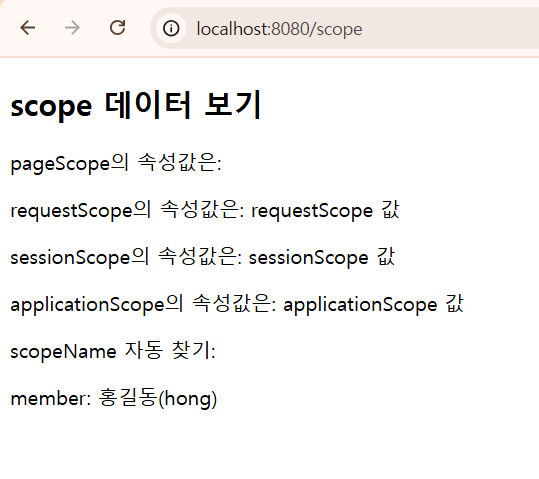 localhost:8080/scope
scope 데이터 보기
pageScope의 속성값은:
requestScope의 속성값은: requestScope 값
sessionScope의 속성값은: sessionScope 값
applicationScope의 속성값은: applicationScope 값
scopeName 자동 찾기:
member: 홍길동(hong)